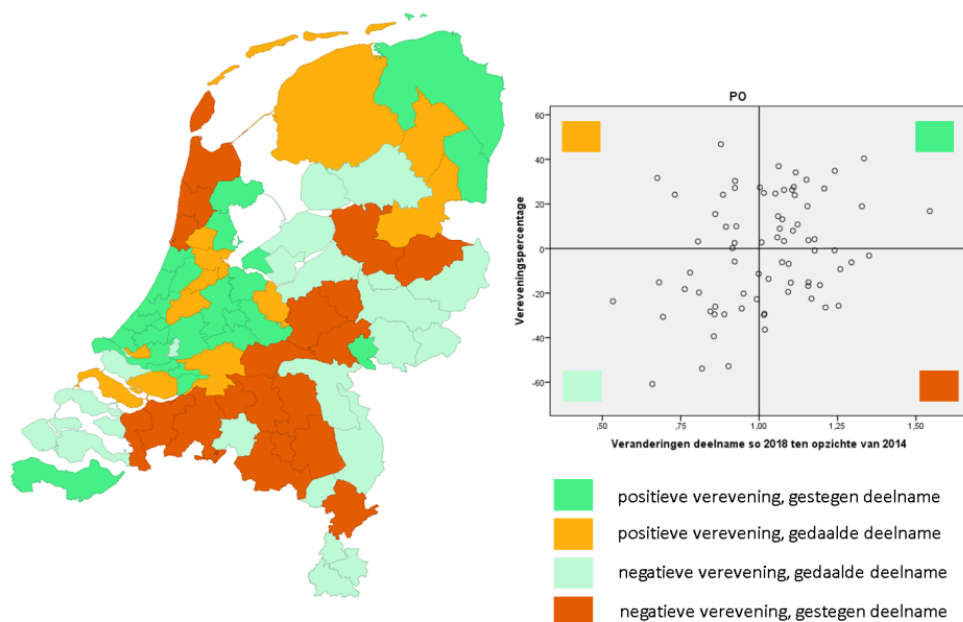 PO
Vereveningspercentage
60
40
20
0
-20
-40
-60
,50
,75
1,00
1,25
1,50
Veranderingen deelname so 2018 ten opzichte van 2014
positieve verevening, gestegen deelname
positieve verevening, gedaalde deelname
negatieve verevening, gedaalde deelname
negatieve verevening, gestegen deelname